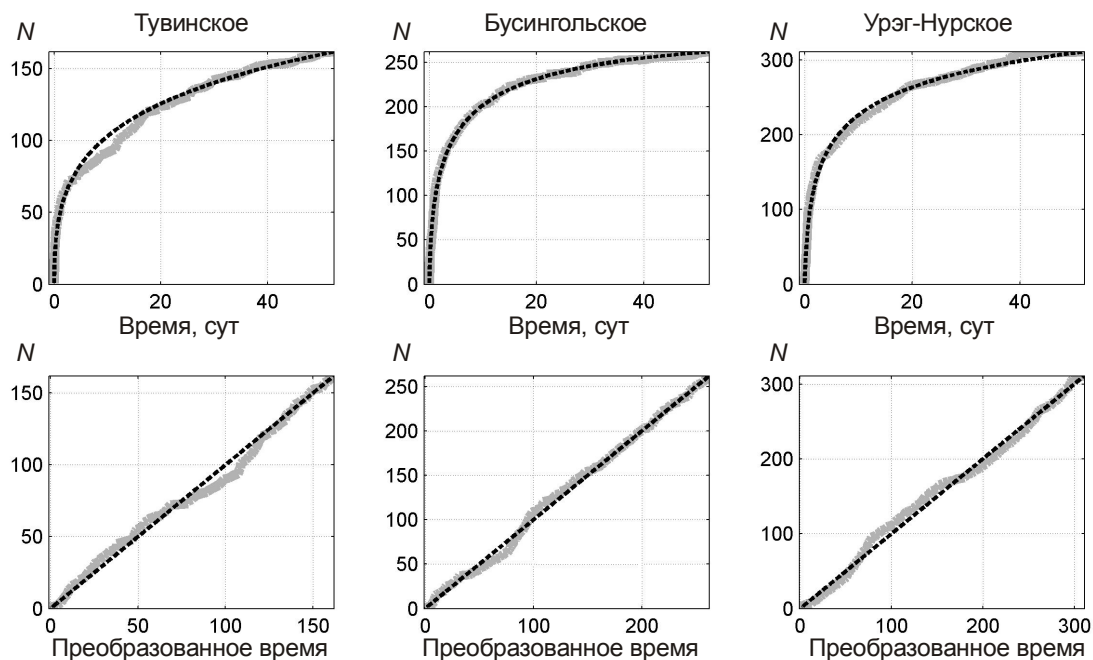 Тувинское Бусингольское Урэг-Нурское
N N N
150 250 300
100 200 200
50 150 100
0 100 0
50
0
0 20 40 0 20 40 0 20 40
Время, сут Время, сут Время, сут
N N N
150 250 300
100 200 200
50 150 100
0 100 0
50
0
0 50 100 150 0 100 200 0 100 200 300
Преобразованное время Преобразованное время Преобразованное время